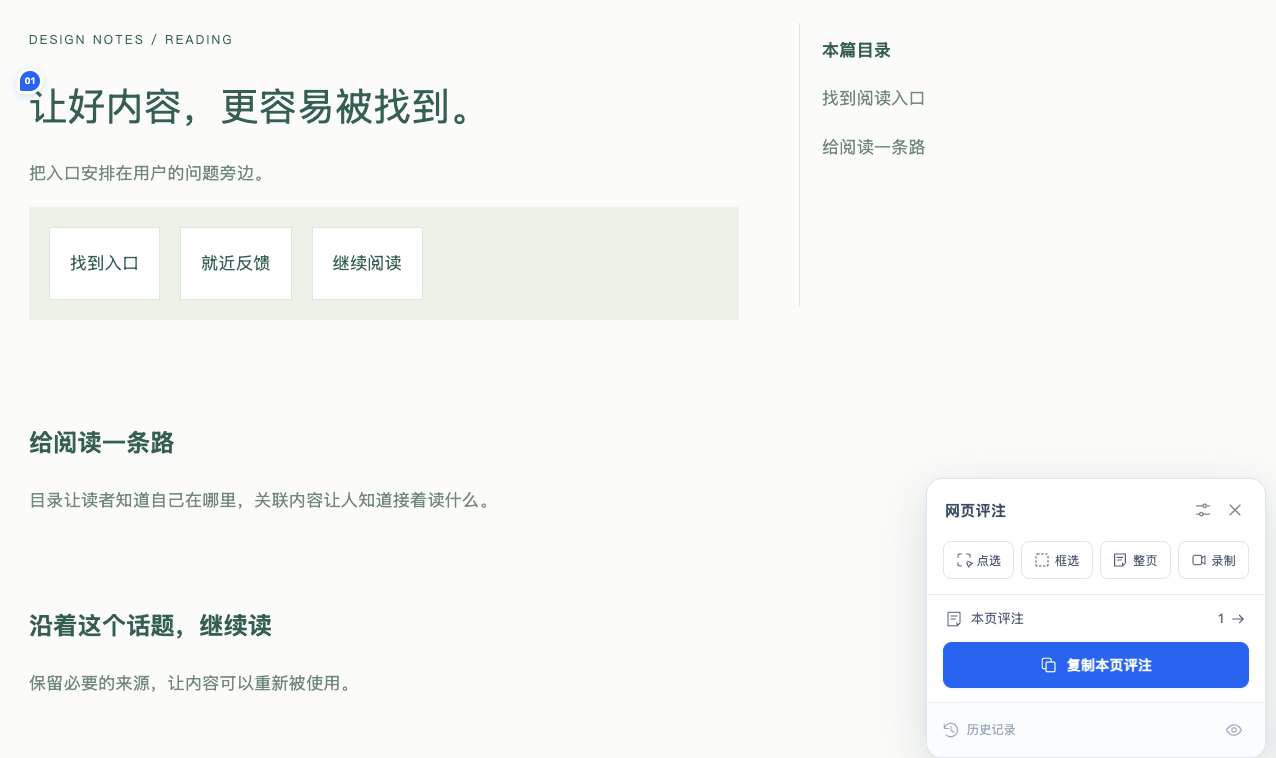 DESIGN NOTES / READING
01
让好内容，更容易被找到。
把入口安排在用户的问题旁边。
找到入口
就近反馈
继续阅读
给阅读一条路
目录让读者知道自己在哪里，关联内容让人知道接着读什么。
沿着这个话题，继续读
保留必要的来源，让内容可以重新被使用。
本篇目录
找到阅读入口
给阅读一条路
网页评注
点选
框选
整页
录制
本页评注
1
复制本页评注
历史记录